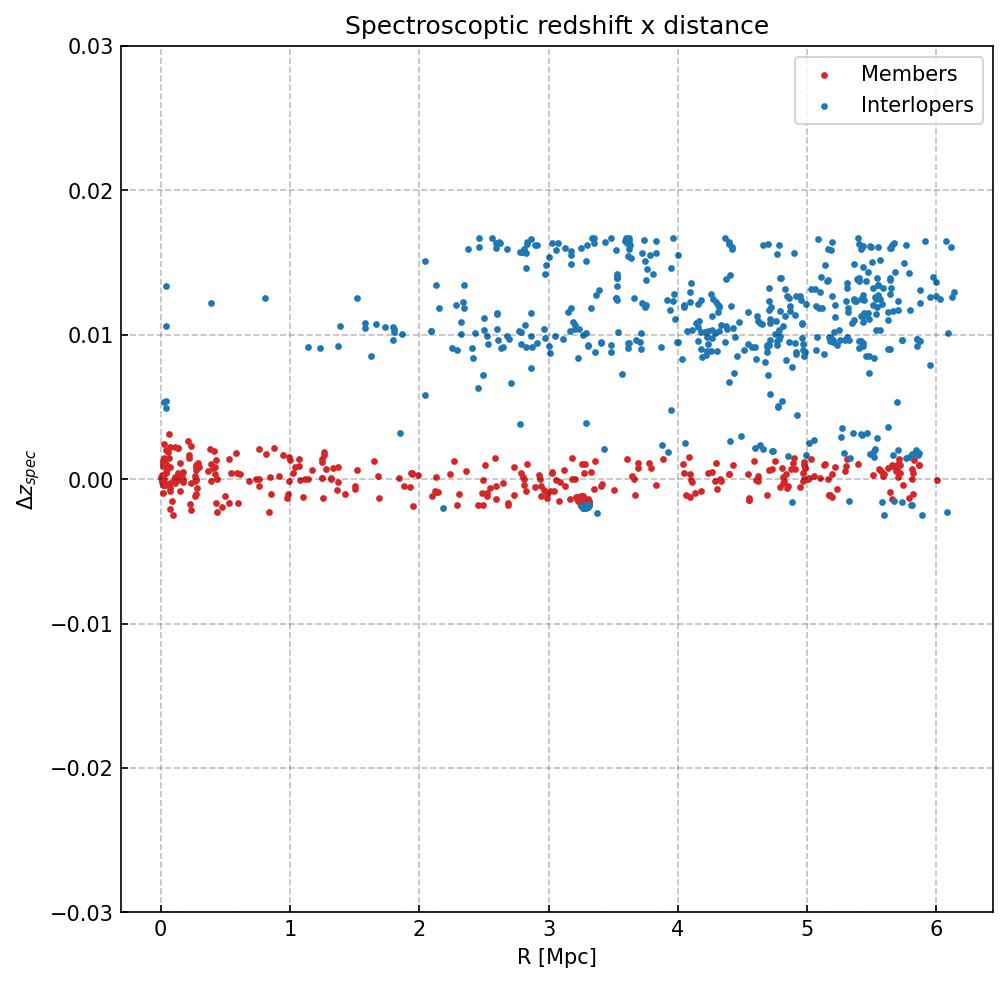 Spectroscoptic redshift x distance
Members
Interlopers
0.03
0.02
0.01
0.00
−0.01
−0.02
−0.03
Δz_spec
0 1 2 3 4 5 6
R [Mpc]